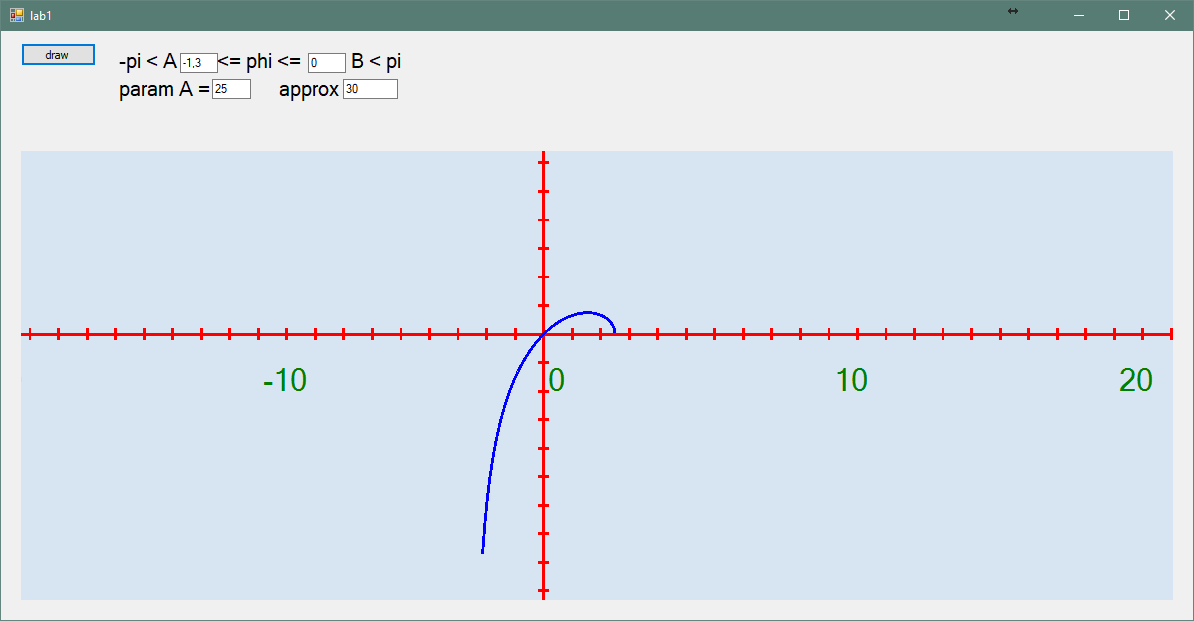 lab1
draw
-pi < A -1,3 <= phi <= 0 B < pi
param A = 25 approx 30
-10 0 10 20